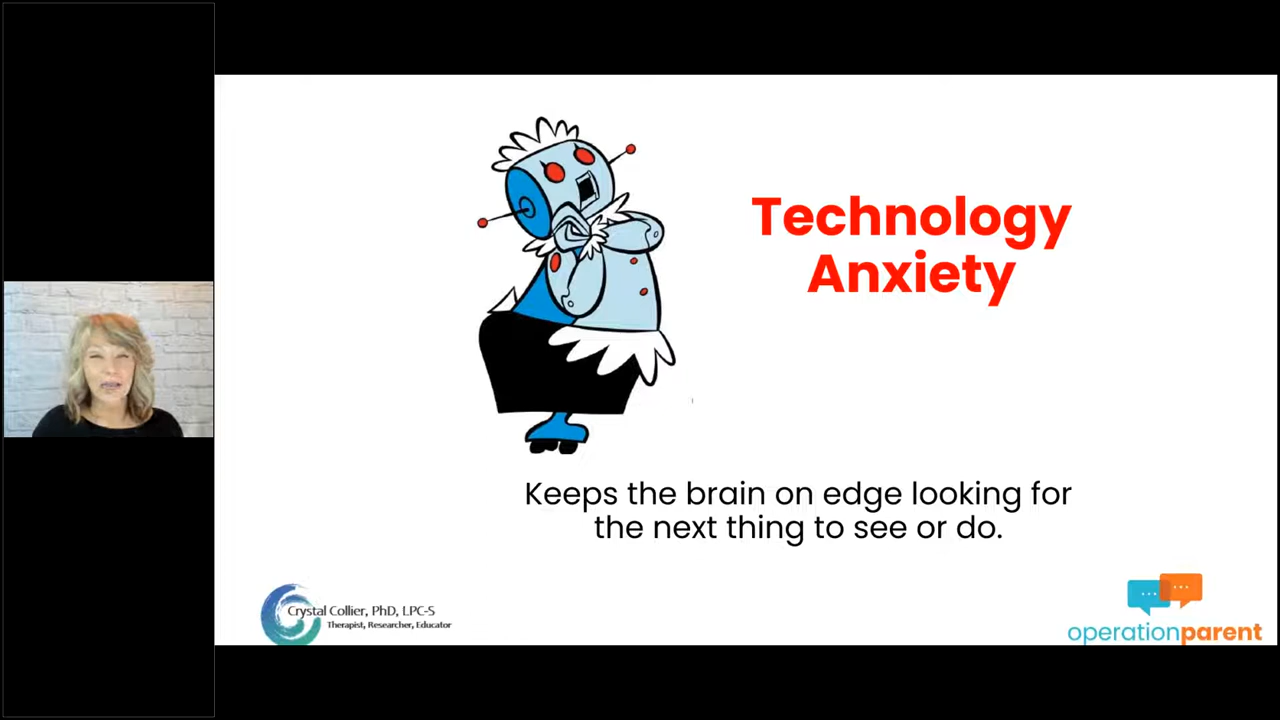 Technology
Anxiety
Keeps the brain on edge looking for
the next thing to see or do.
Crystal Collier, PhD, LPC-S
Therapist, Researcher, Educator
operationparent